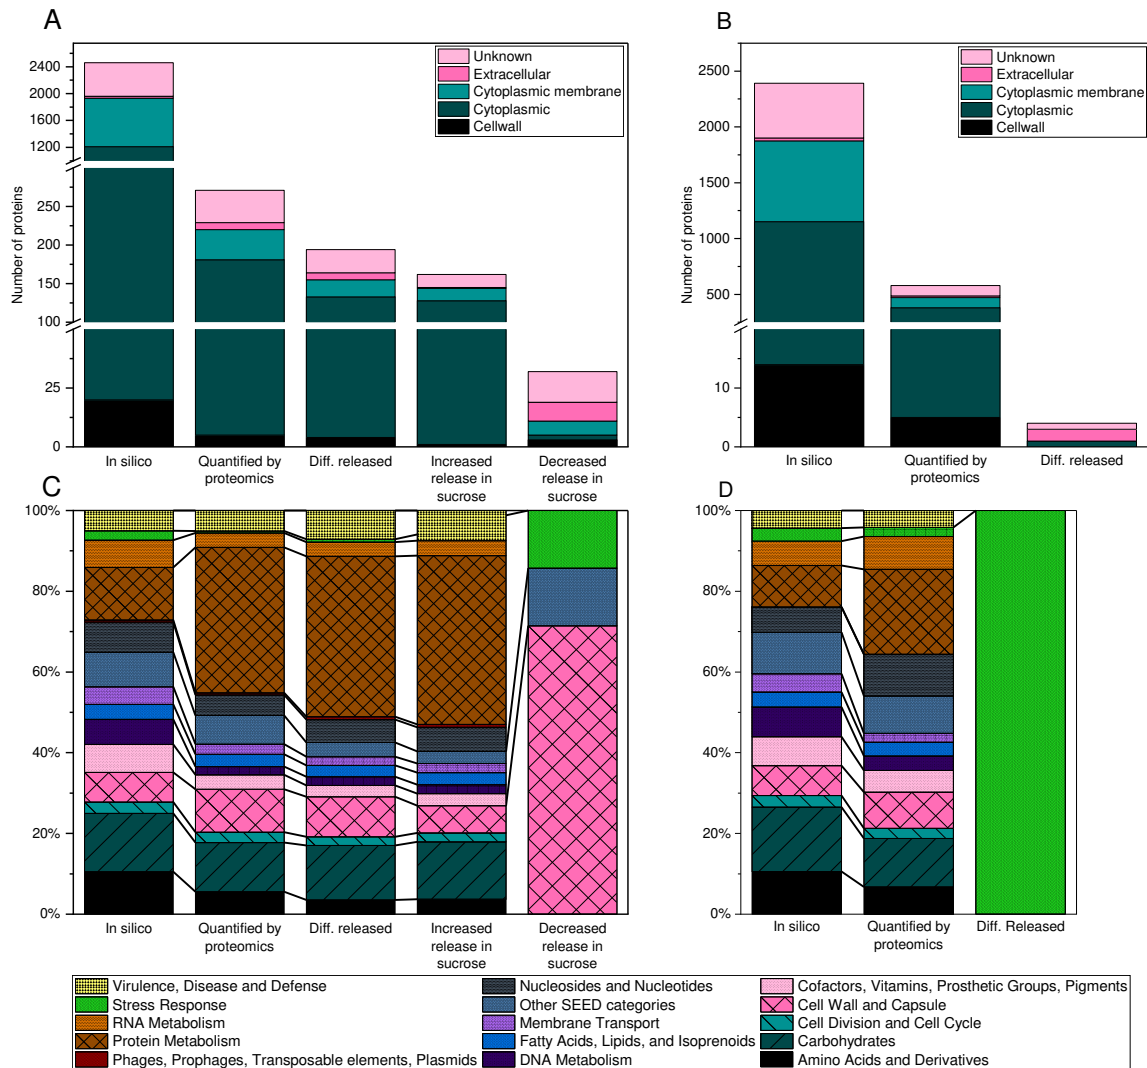 A
B
Number of proteins
2400
2000
1600
1200
250
200
150
100
25
0
Unknown
Extracellular
Cytoplasmic membrane
Cytoplasmic
Cellwall
In silico
Quantified by
proteomics
Diff. released
Increased
release in
sucrose
Decreased
release in
sucrose
Number of proteins
2500
2000
1500
1000
500
10
0
Unknown
Extracellular
Cytoplasmic membrane
Cytoplasmic
Cellwall
In silico
Quantified by
proteomics
Diff. released
C
D
100%
80%
60%
40%
20%
0%
In silico
Quantified by
proteomics
Diff. released
Increased
release in
sucrose
Decreased
release in
sucrose
100%
80%
60%
40%
20%
0%
In silico
Quantified by
proteomics
Diff. Released
Virulence, Disease and Defense
Stress Response
RNA Metabolism
Protein Metabolism
Phages, Prophages, Transposable elements, Plasmids
Nucleosides and Nucleotides
Other SEED categories
Membrane Transport
Fatty Acids, Lipids, and Isoprenoids
DNA Metabolism
Cofactors, Vitamins, Prosthetic Groups, Pigments
Cell Wall and Capsule
Cell Division and Cell Cycle
Carbohydrates
Amino Acids and Derivatives